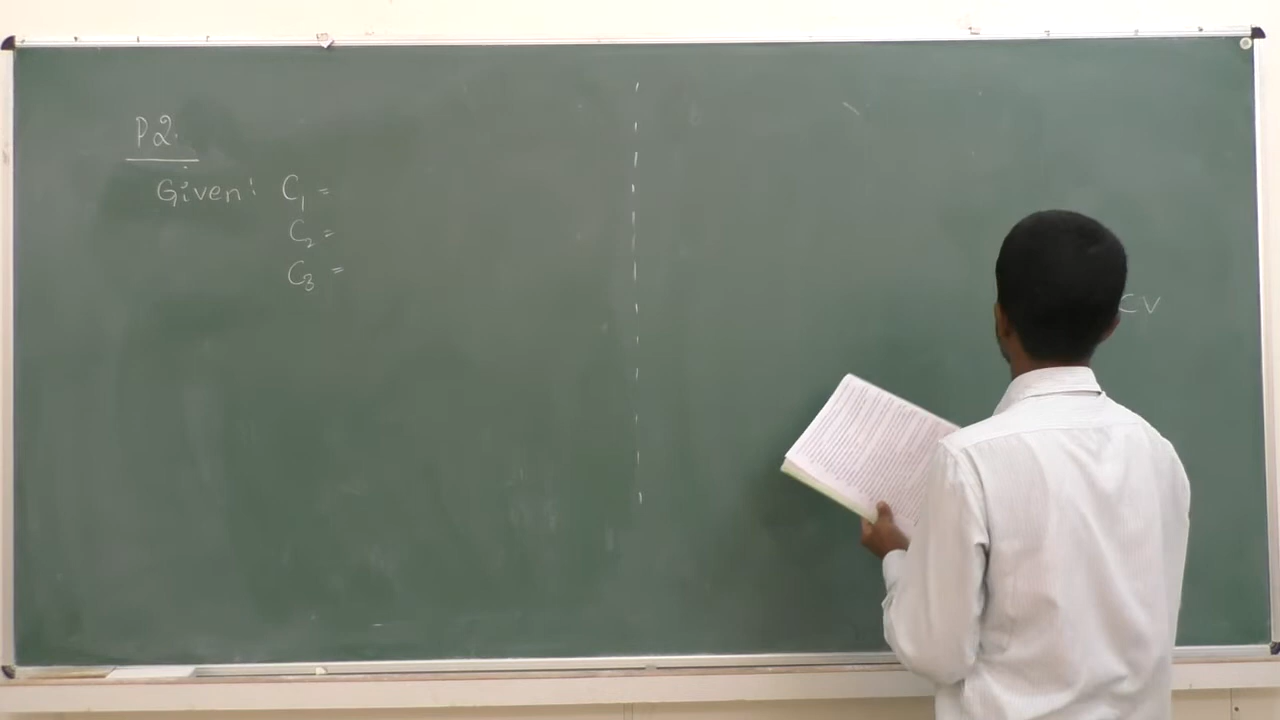 P2.
Given: C₁ =
C₂ =
C₃ =
CV